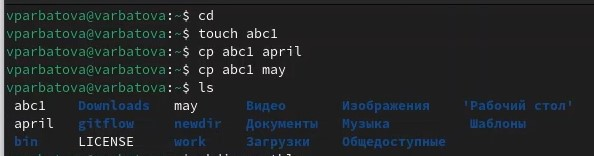 vparbatova@varbatova:~$ cd
vparbatova@varbatova:~$ touch abc1
vparbatova@varbatova:~$ cp abc1 april
vparbatova@varbatova:~$ cp abc1 may
vparbatova@varbatova:~$ ls
abc1 Downloads may Видео Изображения 'Рабочий стол'
april gitflow newdir Документы Музыка Шаблоны
bin LICENSE work Загрузки Общедоступные